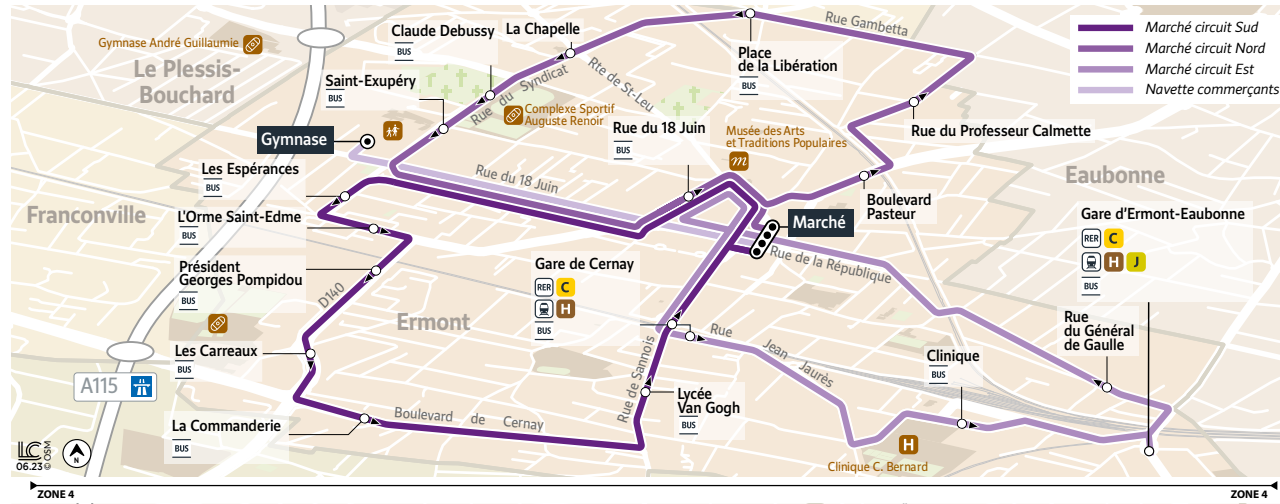 Gymnase André Guillaumie
Le Plessis-
Bouchard
Claude Debussy
BUS
La Chapelle
Saint-Exupéry
BUS
Rue du Syndicat
Rte de St-Leu
Complexe Sportif
Auguste Renoir
Place
de la Libération
BUS
Rue Gambetta
Marché circuit Sud
Marché circuit Nord
Marché circuit Est
Navette commerçants
Gymnase
Rue du 18 Juin
BUS
Musée des Arts
et Traditions Populaires
m
Rue du Professeur Calmette
Les Espérances
BUS
Rue du 18 Juin
Boulevard
Pasteur
Eaubonne
Franconville
L'Orme Saint-Edme
BUS
Marché
Gare d'Ermont-Eaubonne
RER C
H J
BUS
Président
Georges Pompidou
BUS
D140
Gare de Cernay
RER C
H
BUS
Rue de la République
Ermont
Les Carreaux
BUS
A115
Rue de Sannois
Rue Jean Jaurès
Clinique
BUS
Rue
du Général
de Gaulle
La Commanderie
BUS
Boulevard de Cernay
Lycée
Van Gogh
BUS
H
Clinique C. Bernard
LC
06.23
© OSM
N
ZONE 4
ZONE 4